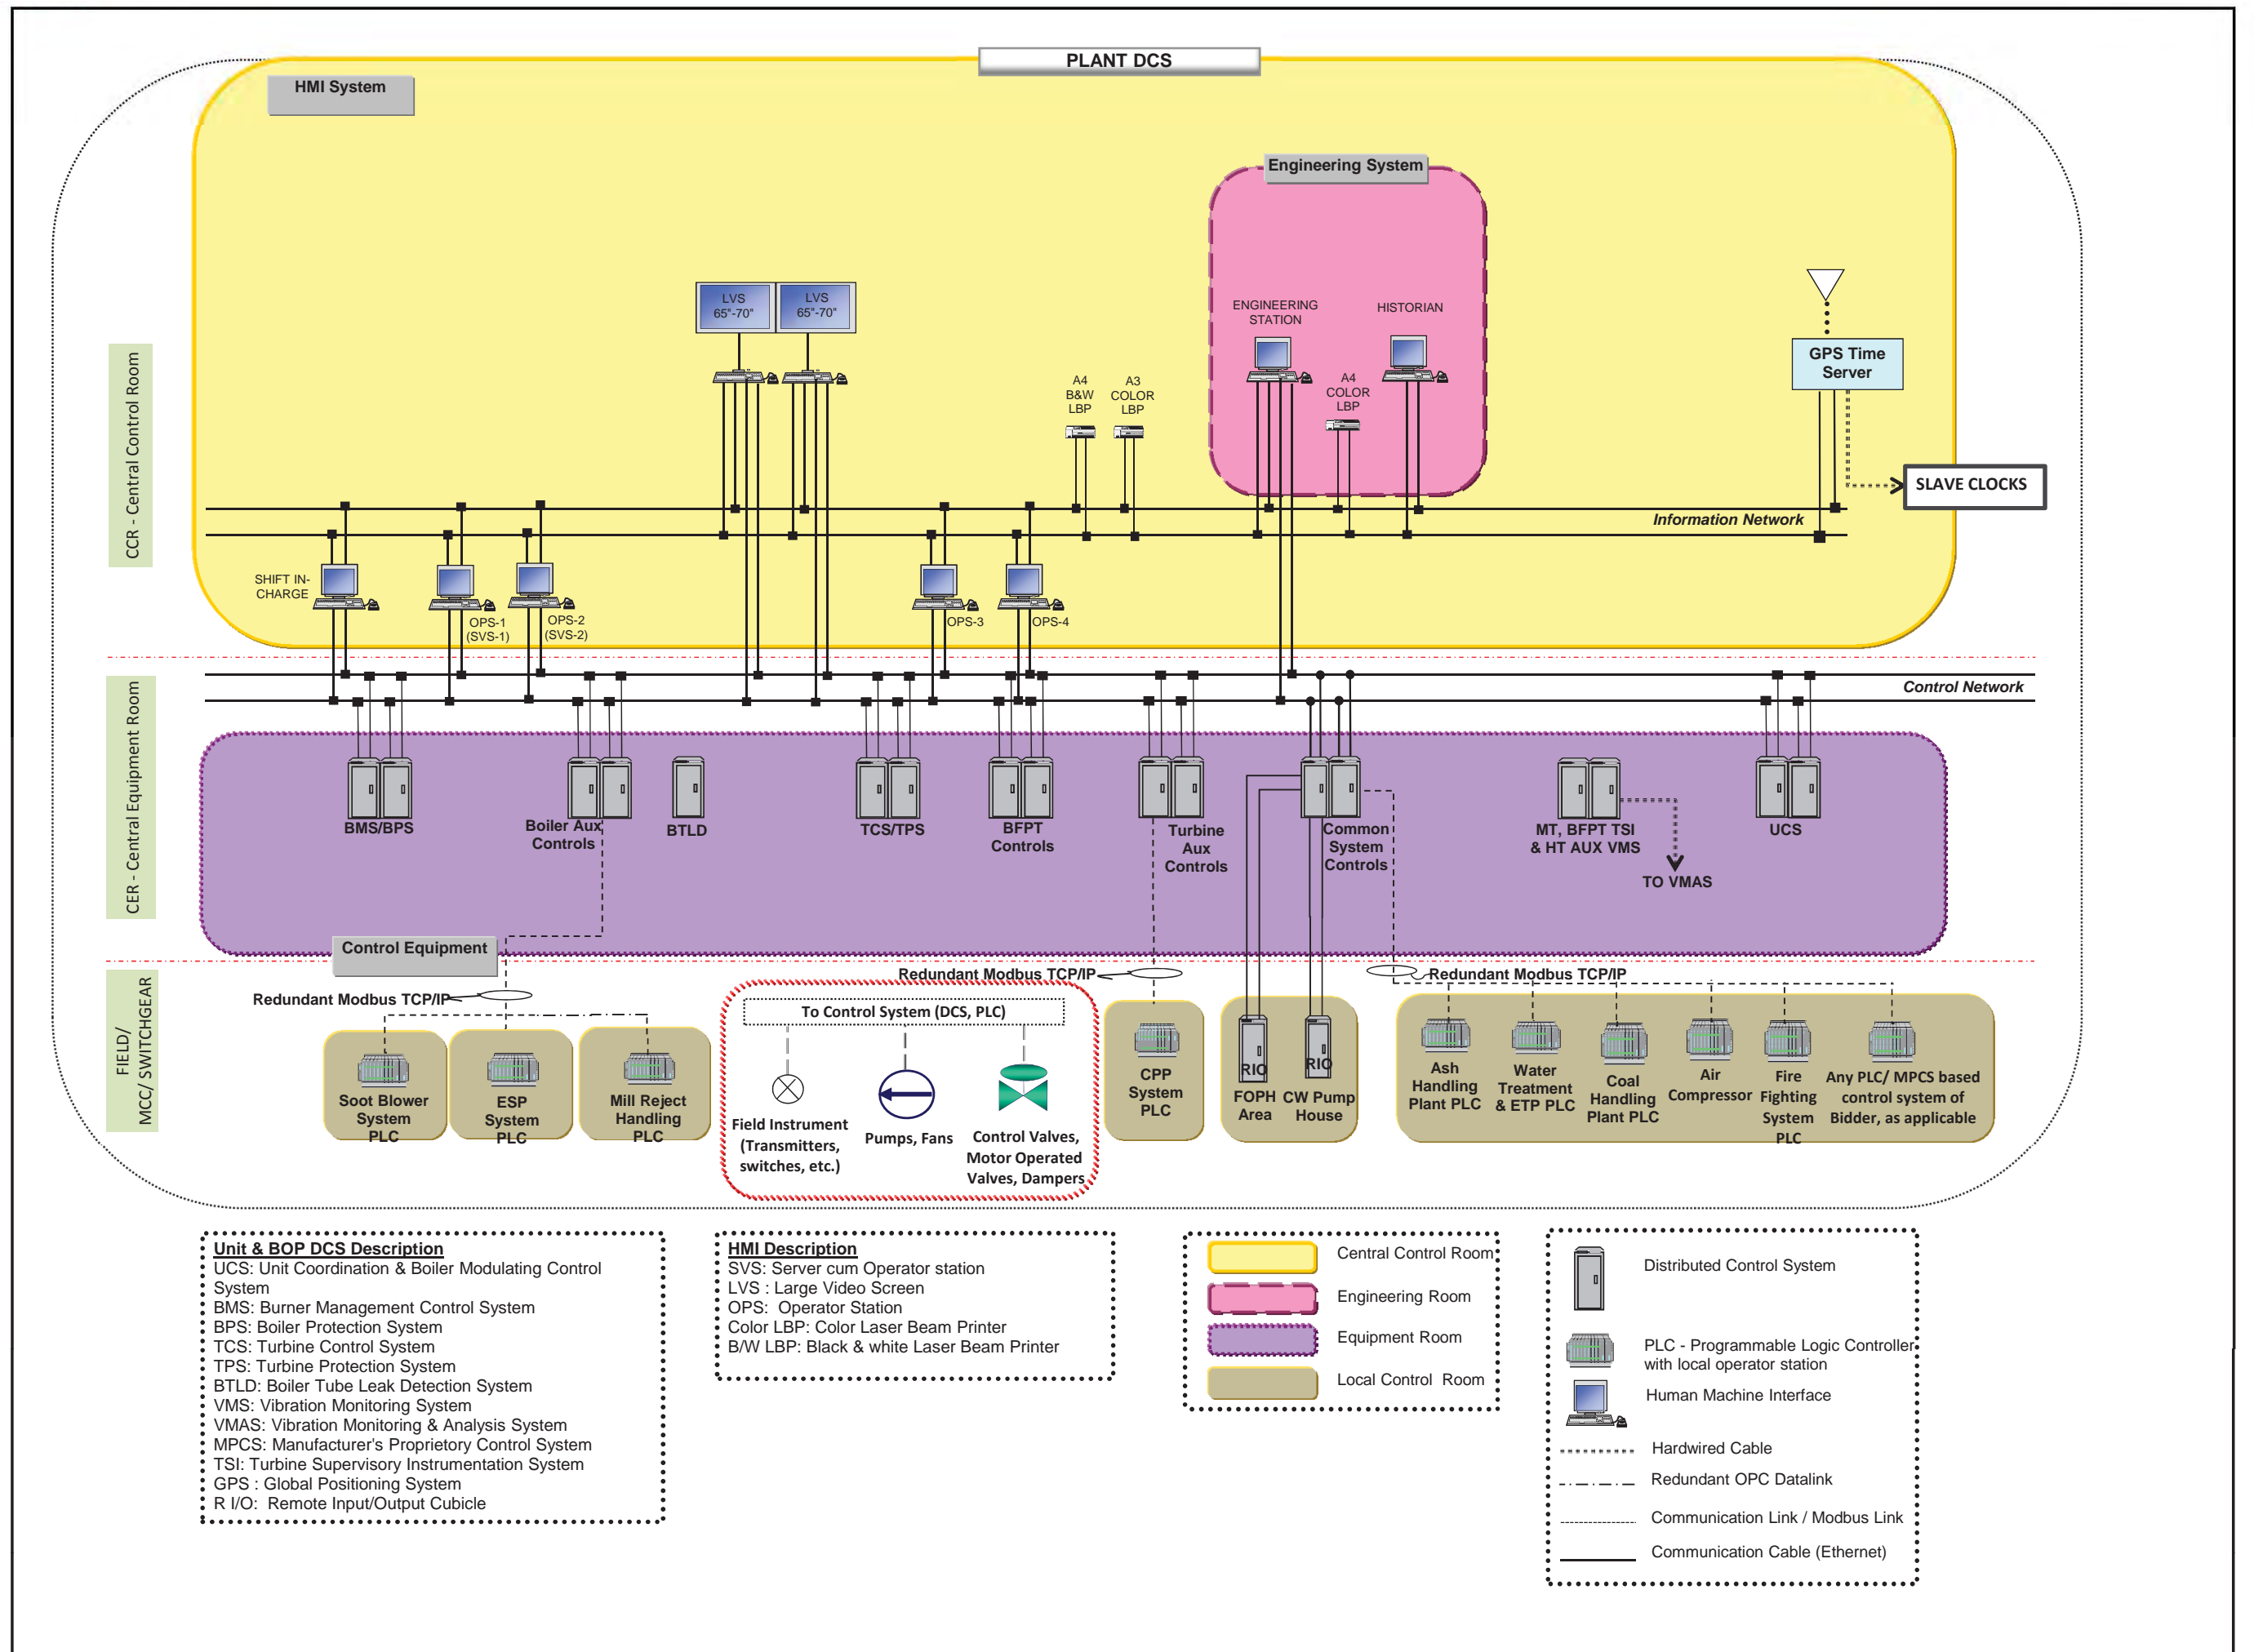 PLANT DCS
HMI System
Engineering System
LVS
65"-70"
LVS
65"-70"
ENGINEERING
STATION
HISTORIAN
A4
B&W
LBP
A3
COLOR
LBP
A4
COLOR
LBP
GPS Time
Server
SLAVE CLOCKS
CCR - Central Control Room
Information Network
SHIFT IN-
CHARGE
OPS-1
(SVS-1)
OPS-2
(SVS-2)
OPS-3
OPS-4
Control Network
CER - Central Equipment Room
BMS/BPS
Boiler Aux
Controls
BTLD
TCS/TPS
BFPT
Controls
Turbine
Aux
Controls
Common
System
Controls
MT, BFPT TSI
& HT AUX VMS
UCS
TO VMAS
Control Equipment
FIELD/
MCC/ SWITCHGEAR
Redundant Modbus TCP/IP
Redundant Modbus TCP/IP
Redundant Modbus TCP/IP
Soot Blower
System
PLC
ESP
System
PLC
Mill Reject
Handling
PLC
To Control System (DCS, PLC)
Field Instrument
(Transmitters,
switches, etc.)
Pumps, Fans
Control Valves,
Motor Operated
Valves, Dampers
CPP
System
PLC
RIO
FOPH
Area
RIO
CW Pump
House
Ash
Handling
Plant PLC
Water
Treatment
& ETP PLC
Coal
Handling
Plant PLC
Air
Compressor
Fire
Fighting
System
PLC
Any PLC/ MPCS based
control system of
Bidder, as applicable
Unit & BOP DCS Description
UCS: Unit Coordination & Boiler Modulating Control
System
BMS: Burner Management Control System
BPS: Boiler Protection System
TCS: Turbine Control System
TPS: Turbine Protection System
BTLD: Boiler Tube Leak Detection System
VMS: Vibration Monitoring System
VMAS: Vibration Monitoring & Analysis System
MPCS: Manufacturer's Proprietory Control System
TSI: Turbine Supervisory Instrumentation System
GPS : Global Positioning System
R I/O: Remote Input/Output Cubicle
HMI Description
SVS: Server cum Operator station
LVS : Large Video Screen
OPS: Operator Station
Color LBP: Color Laser Beam Printer
B/W LBP: Black & white Laser Beam Printer
Central Control Room
Engineering Room
Equipment Room
Local Control Room
Distributed Control System
PLC - Programmable Logic Controller
with local operator station
Human Machine Interface
Hardwired Cable
Redundant OPC Datalink
Communication Link / Modbus Link
Communication Cable (Ethernet)